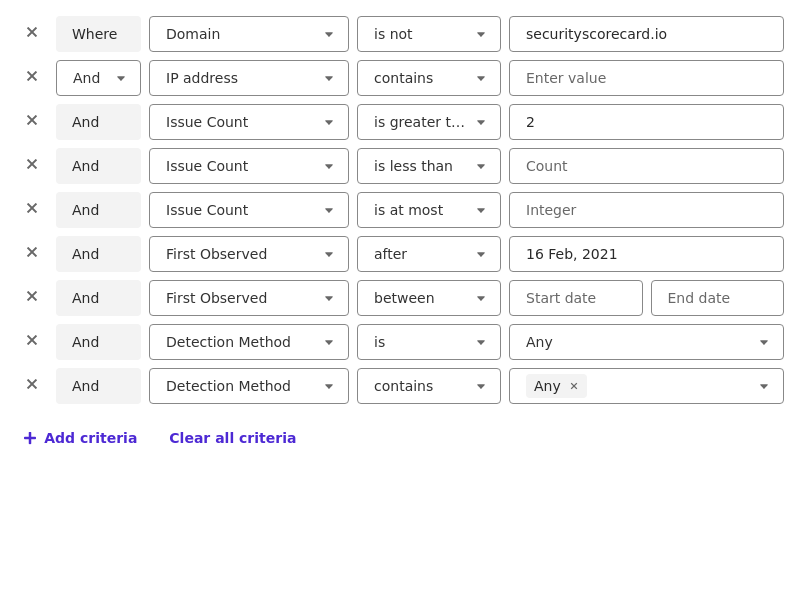 Where Domain is not securityscorecard.io
And IP address contains Enter value
And Issue Count is greater t... 2
And Issue Count is less than Count
And Issue Count is at most Integer
And First Observed after 16 Feb, 2021
And First Observed between Start date End date
And Detection Method is Any
And Detection Method contains Any
Add criteria Clear all criteria